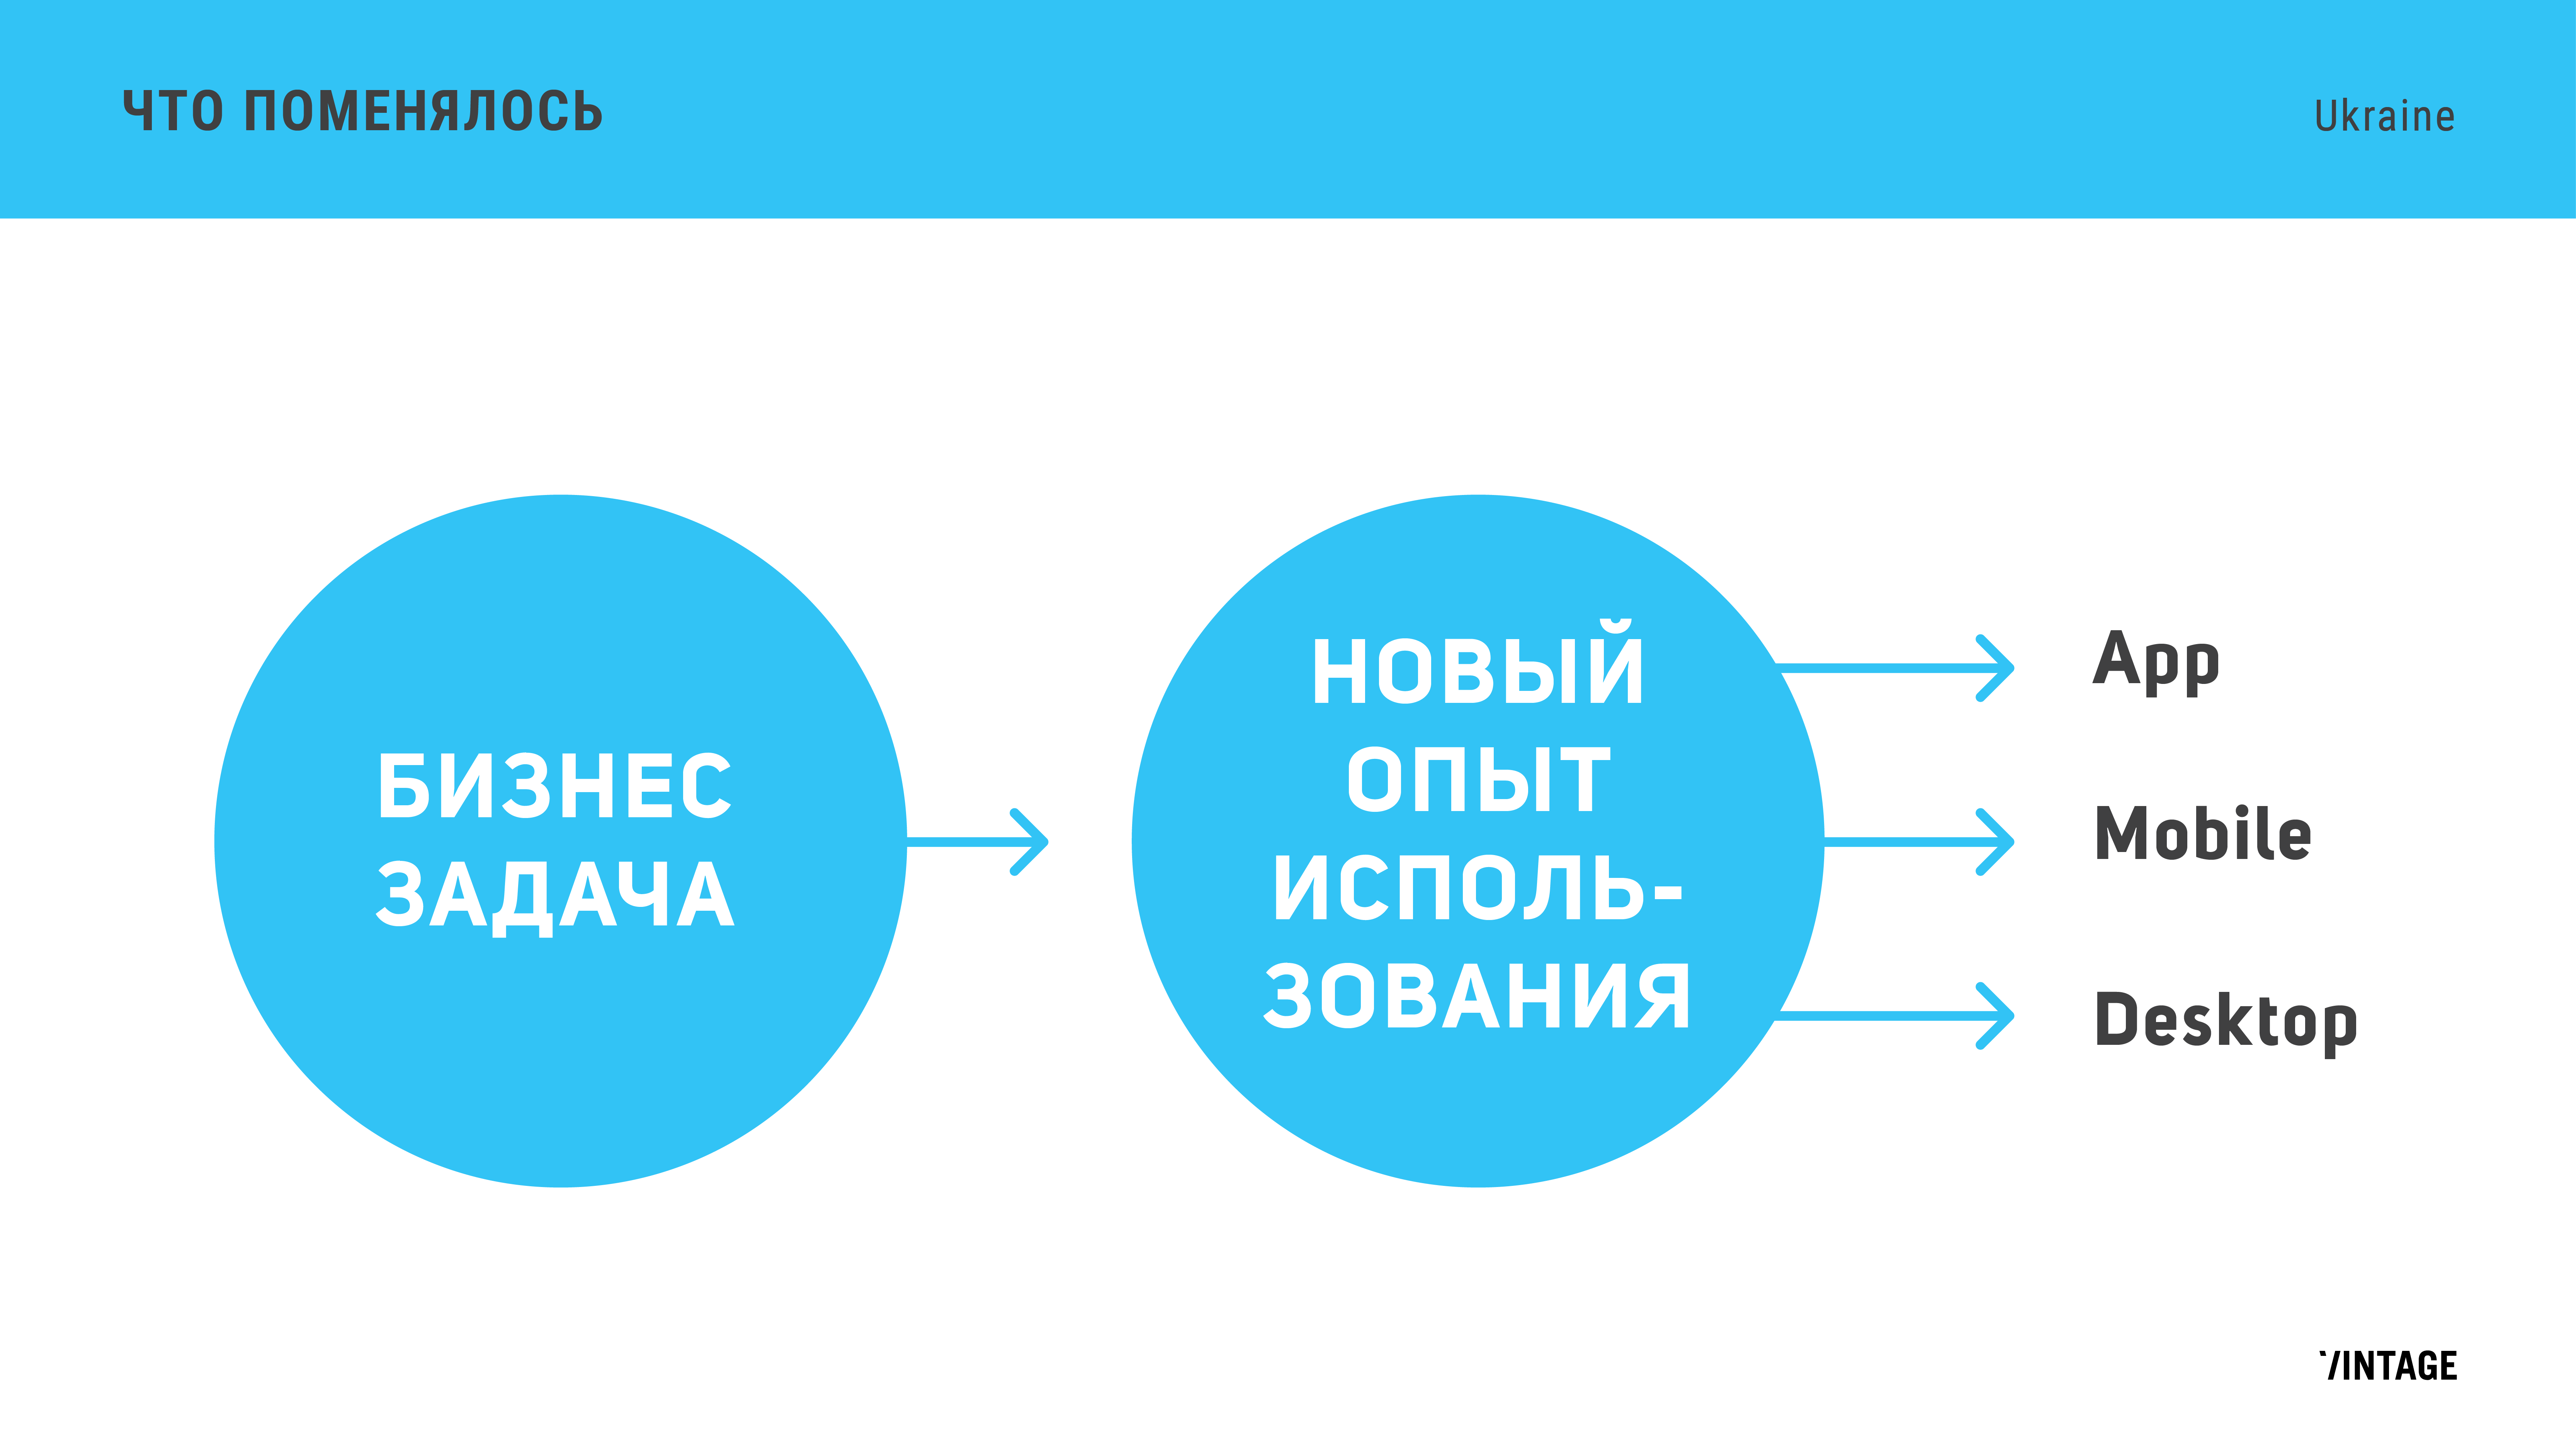 ЧТО ПОМЕНЯЛОСЬ
Ukraine
БИЗНЕС
ЗАДАЧА
НОВЫЙ
ОПЫТ
ИСПОЛЬ-
ЗОВАНИЯ
App
Mobile
Desktop
VINTAGE